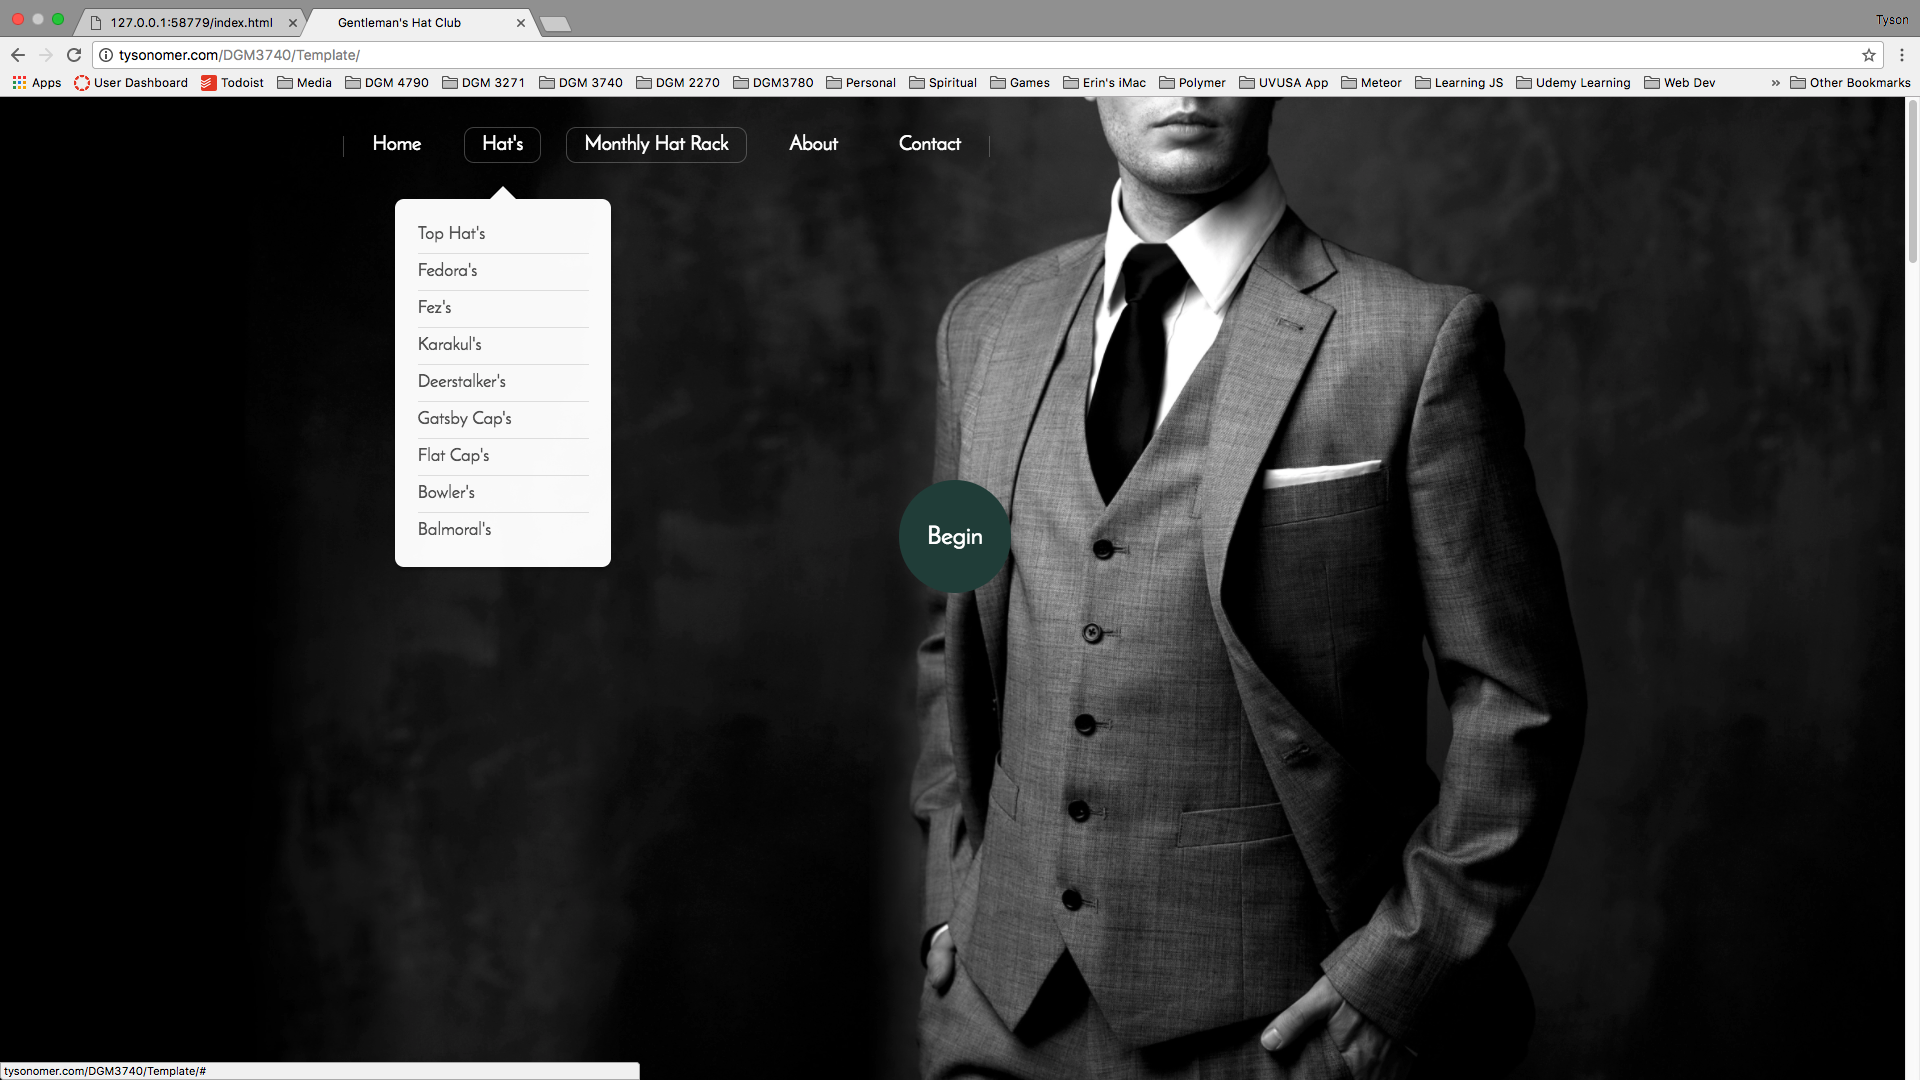 127.0.0.1:58779/index.html
Gentleman's Hat Club
Tyson
tysonomer.com/DGM3740/Template/
Apps User Dashboard Todoist Media DGM 4790 DGM 3271 DGM 3740 DGM 2270 DGM3780 Personal Spiritual Games Erin's iMac Polymer UVUSA App Meteor Learning JS Udemy Learning Web Dev » Other Bookmarks
Home Hat's Monthly Hat Rack About Contact
Top Hat's
Fedora's
Fez's
Karakul's
Deerstalker's
Gatsby Cap's
Flat Cap's
Bowler's
Balmoral's
Begin
tysonomer.com/DGM3740/Template/#